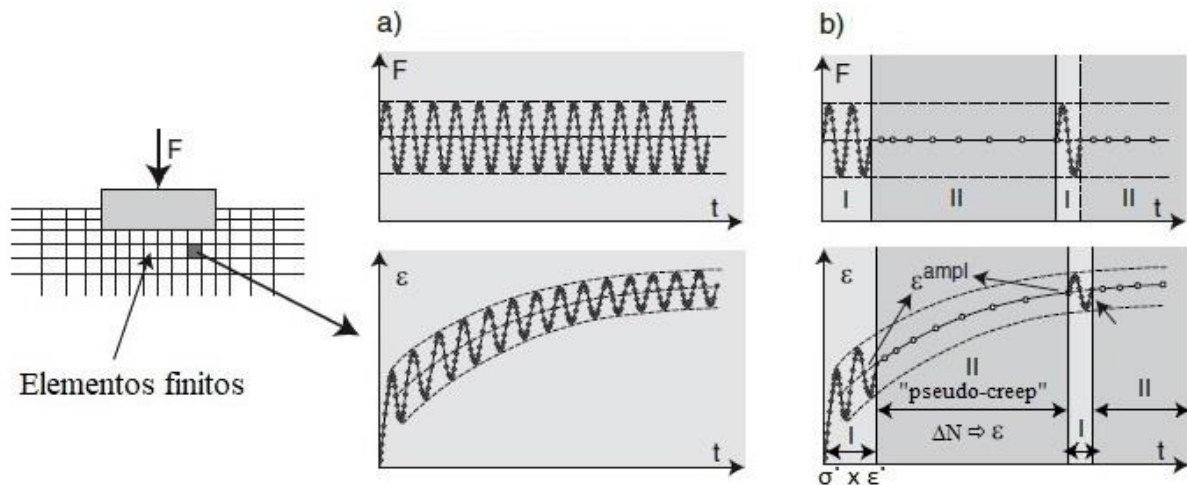 a)
b)
F
F
F
t
I
II
I
II
t
Elementos finitos
ε
t
ε
ε^ampl
II
"pseudo-creep"
ΔN ⇨ ε
II
I
I
t
σ˙ x ε˙